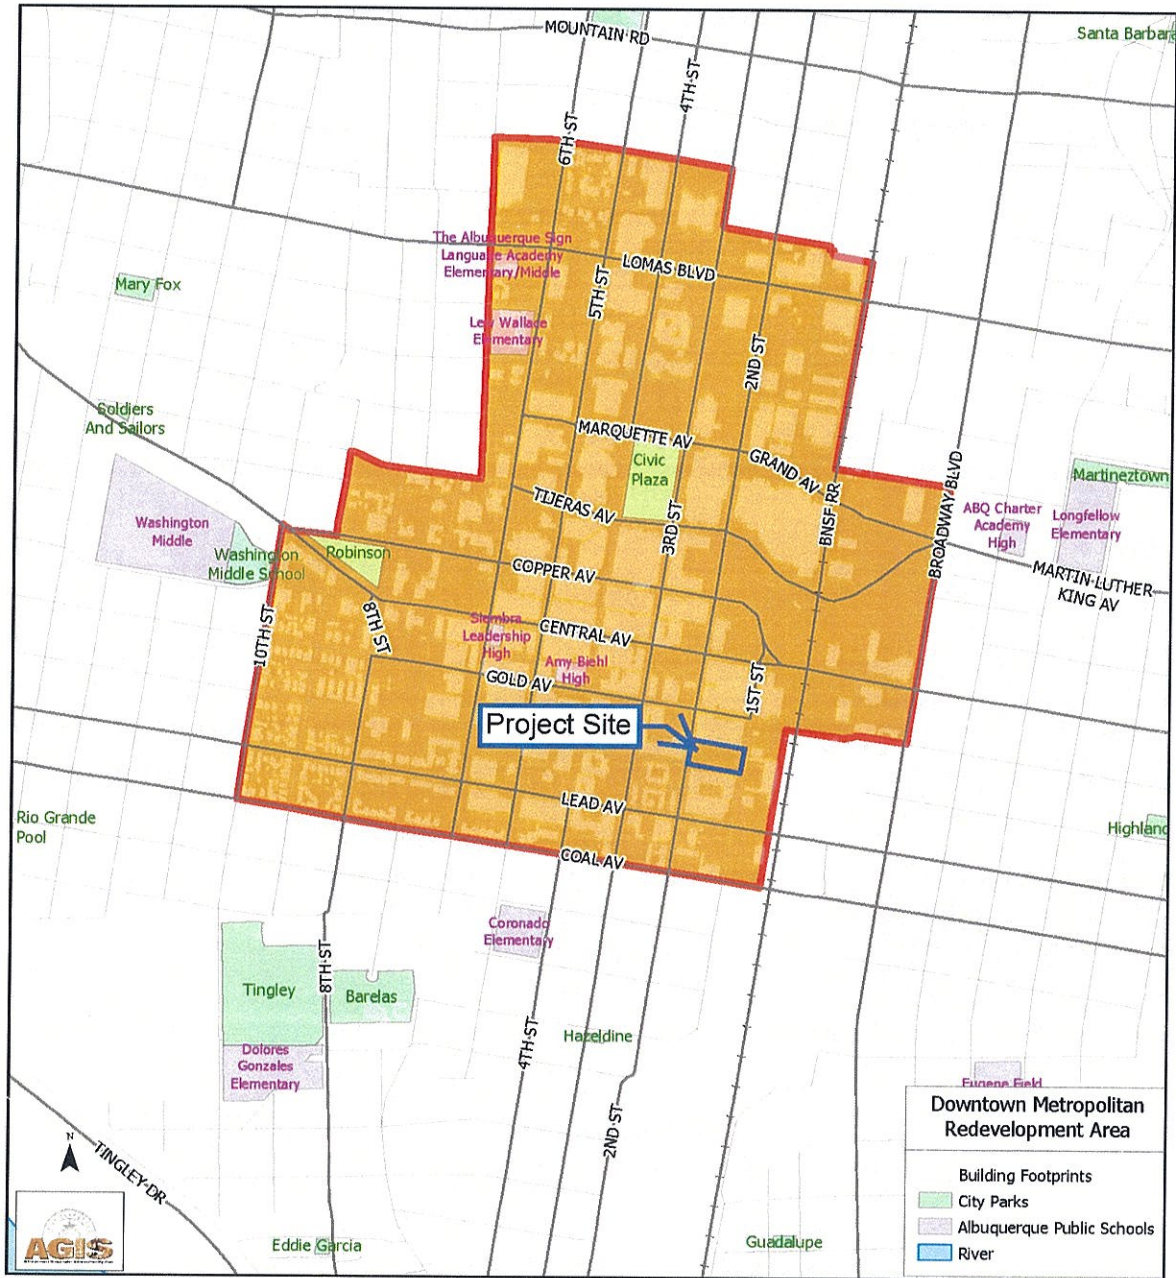 MOUNTAIN RD
Santa Barbara
4TH ST
6TH ST
The Albuquerque Sign
Language Academy
Elementary/Middle
LOMAS BLVD
5TH ST
Mary Fox
Lew Wallace
Elementary
2ND ST
Soldiers
And Sailors
MARQUETTE AV
Civic
Plaza
GRAND AV
BROADWAY BLVD
Martineztown
TIJERAS AV
3RD ST
BNSF RR
ABQ Charter
Academy
High
Longfellow
Elementary
Washington
Middle
Washington
Middle School
Robinson
COPPER AV
MARTIN LUTHER
KING AV
10TH ST
8TH ST
Siembra
Leadership
High
CENTRAL AV
Amy Biehl
High
GOLD AV
1ST ST
Project Site
LEAD AV
Rio Grande
Pool
Highland
COAL AV
Coronado
Elementary
8TH ST
Tingley
Barelas
4TH ST
Hazeldine
Dolores
Gonzales
Elementary
Eugene Field
2ND ST
Downtown Metropolitan
Redevelopment Area
Building Footprints
City Parks
Albuquerque Public Schools
River
N
TINGLEY DR
AGIS
Eddie Garcia
Guadalupe